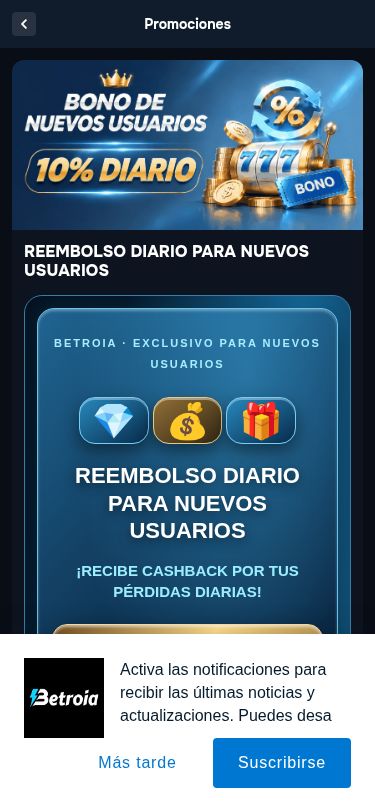 Promociones
BONO DE
NUEVOS USUARIOS
10% DIARIO
%
777
BONO
REEMBOLSO DIARIO PARA NUEVOS
USUARIOS
BETROIA · EXCLUSIVO PARA NUEVOS
USUARIOS
REEMBOLSO DIARIO
PARA NUEVOS
USUARIOS
¡RECIBE CASHBACK POR TUS
PÉRDIDAS DIARIAS!
Betroia
Activa las notificaciones para
recibir las últimas noticias y
actualizaciones. Puedes desa
Más tarde
Suscribirse